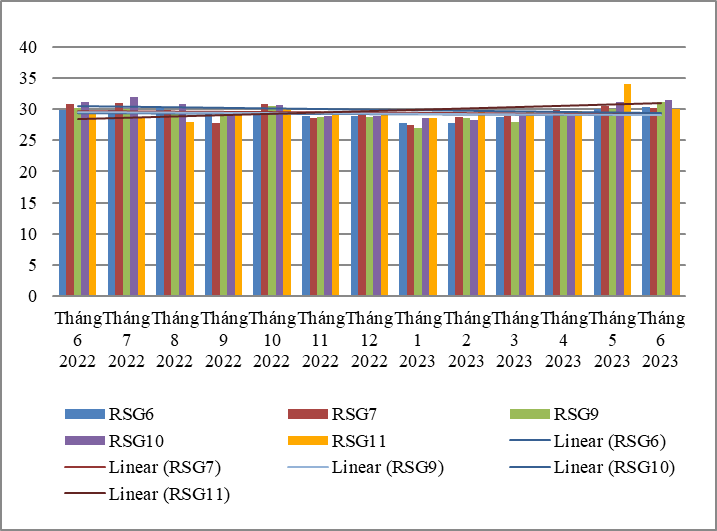 40
35
30
25
20
15
10
5
0
Tháng Tháng Tháng Tháng Tháng Tháng Tháng Tháng Tháng Tháng Tháng Tháng Tháng
6 7 8 9 10 11 12 1 2 3 4 5 6
2022 2022 2022 2022 2022 2022 2022 2023 2023 2023 2023 2023 2023
RSG6 RSG7 RSG9
RSG10 RSG11 Linear (RSG6)
Linear (RSG7) Linear (RSG9) Linear (RSG10)
Linear (RSG11)